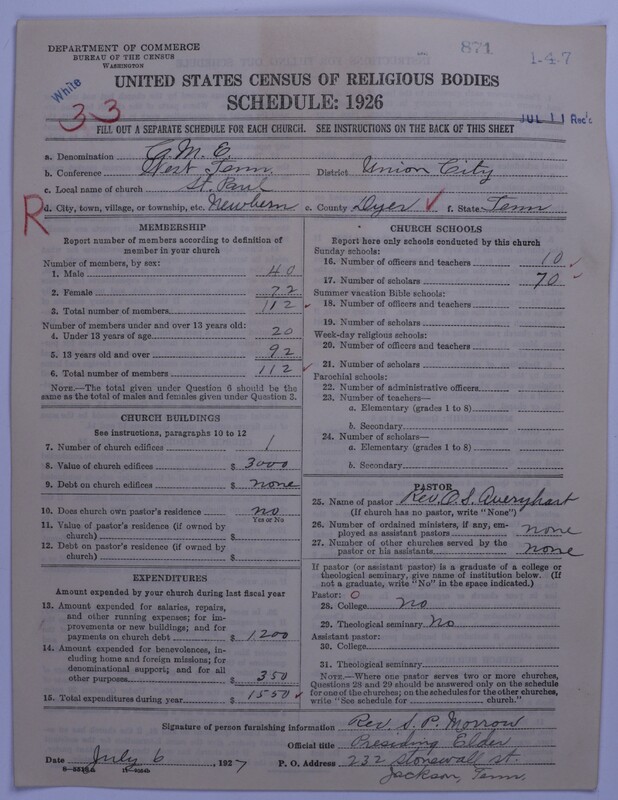 DEPARTMENT OF COMMERCE
BUREAU OF THE CENSUS
WASHINGTON
871
1-4-7
White
33
UNITED STATES CENSUS OF RELIGIOUS BODIES
SCHEDULE: 1926
JUL 11 Rec'd
FILL OUT A SEPARATE SCHEDULE FOR EACH CHURCH. SEE INSTRUCTIONS ON THE BACK OF THIS SHEET
a. Denomination C. M. E.
b. Conference West Tenn. District Union City
c. Local name of church St. Paul
R
d. City, town, village, or township, etc. Newbern e. County Dyer ✓ f. State Tenn
MEMBERSHIP
Report number of members according to definition of
member in your church
Number of members, by sex:
1. Male 40
2. Female 72
3. Total number of members 112
Number of members under and over 13 years old:
4. Under 13 years of age 20
5. 13 years old and over 92
6. Total number of members 112
NOTE.—The total given under Question 6 should be the
same as the total of males and females given under Question 3.
CHURCH BUILDINGS
See instructions, paragraphs 10 to 12
7. Number of church edifices 1
8. Value of church edifices $ 3000
9. Debt on church edifices $ none
10. Does church own pastor's residence no
Yes or No
11. Value of pastor's residence (if owned by
church) $
12. Debt on pastor's residence (if owned by
church) $
EXPENDITURES
Amount expended by your church during last fiscal year
13. Amount expended for salaries, repairs,
and other running expenses; for im-
provements or new buildings; and for
payments on church debt $ 1200
14. Amount expended for benevolences, in-
cluding home and foreign missions; for
denominational support; and for all
other purposes $ 350
15. Total expenditures during year $ 1550
CHURCH SCHOOLS
Report here only schools conducted by this church
Sunday schools:
16. Number of officers and teachers 10
17. Number of scholars 70
Summer vacation Bible schools:
18. Number of officers and teachers
19. Number of scholars
Week-day religious schools:
20. Number of officers and teachers
21. Number of scholars
Parochial schools:
22. Number of administrative officers
23. Number of teachers—
a. Elementary (grades 1 to 8)
b. Secondary
24. Number of scholars—
a. Elementary (grades 1 to 8)
b. Secondary
PASTOR
25. Name of pastor Rev. O. S. Averyhart
(If church has no pastor, write "None")
26. Number of ordained ministers, if any, em-
ployed as assistant pastors none
27. Number of other churches served by the
pastor or his assistants none
If pastor (or assistant pastor) is a graduate of a college or
theological seminary, give name of institution below. (If
not a graduate, write "No" in the space indicated.)
Pastor: O
28. College no
29. Theological seminary no
Assistant pastor:
30. College
31. Theological seminary
NOTE.—Where one pastor serves two or more churches,
Questions 28 and 29 should be answered only on the schedule
for one of the churches; on the schedules for the other churches,
write "See schedule for church."
Signature of person furnishing information Rev. S. P. Morrow
Official title Presiding Elder
Date July 6, 1927 P. O. Address 232 Stonewall st.
Jackson, Tenn.